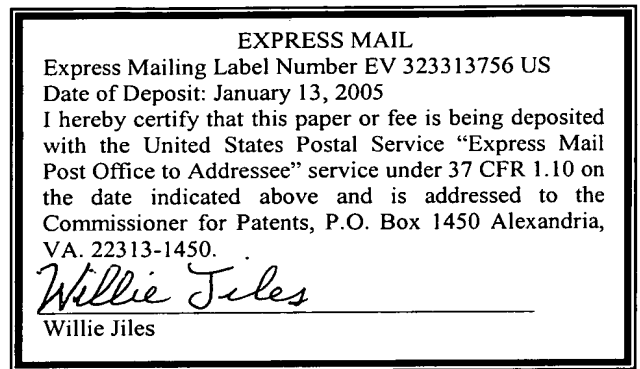 EXPRESS MAIL
Express Mailing Label Number EV 323313756 US
Date of Deposit: January 13, 2005
I hereby certify that this paper or fee is being deposited
with the United States Postal Service “Express Mail
Post Office to Addressee” service under 37 CFR 1.10 on
the date indicated above and is addressed to the
Commissioner for Patents, P.O. Box 1450 Alexandria,
VA. 22313-1450.
Willie Jiles
Willie Jiles